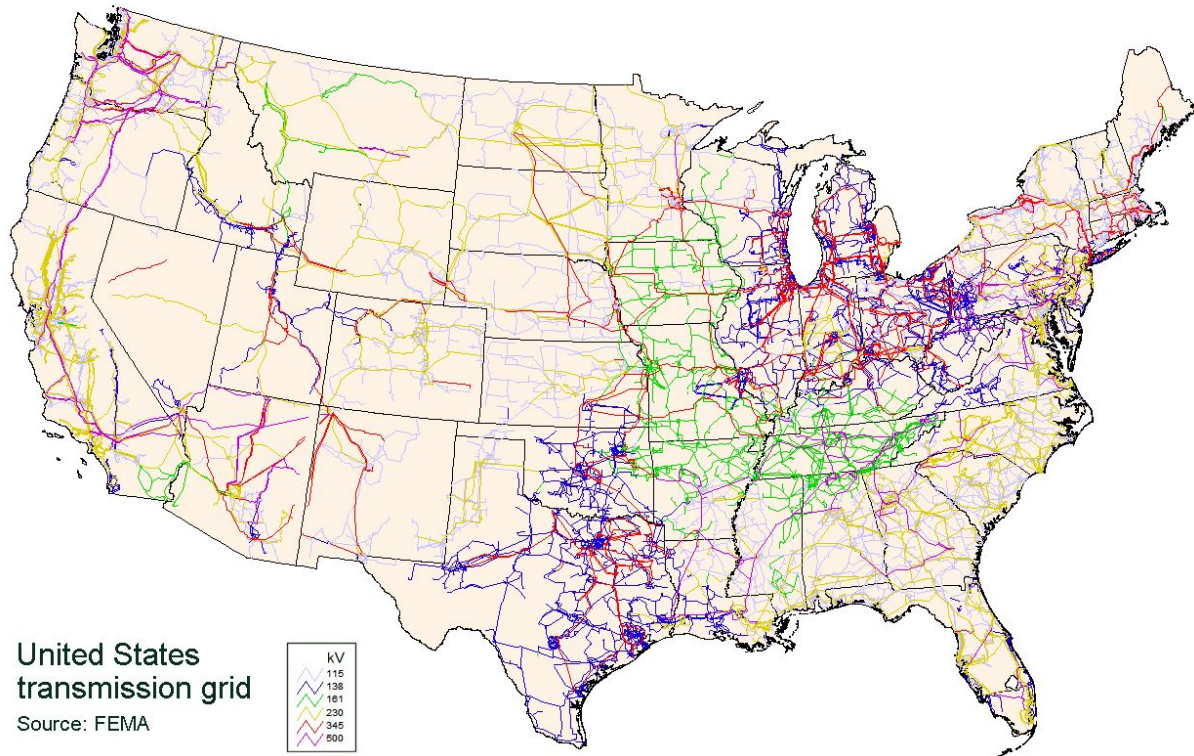 United States
transmission grid
Source: FEMA
kV
115
138
161
230
345
500